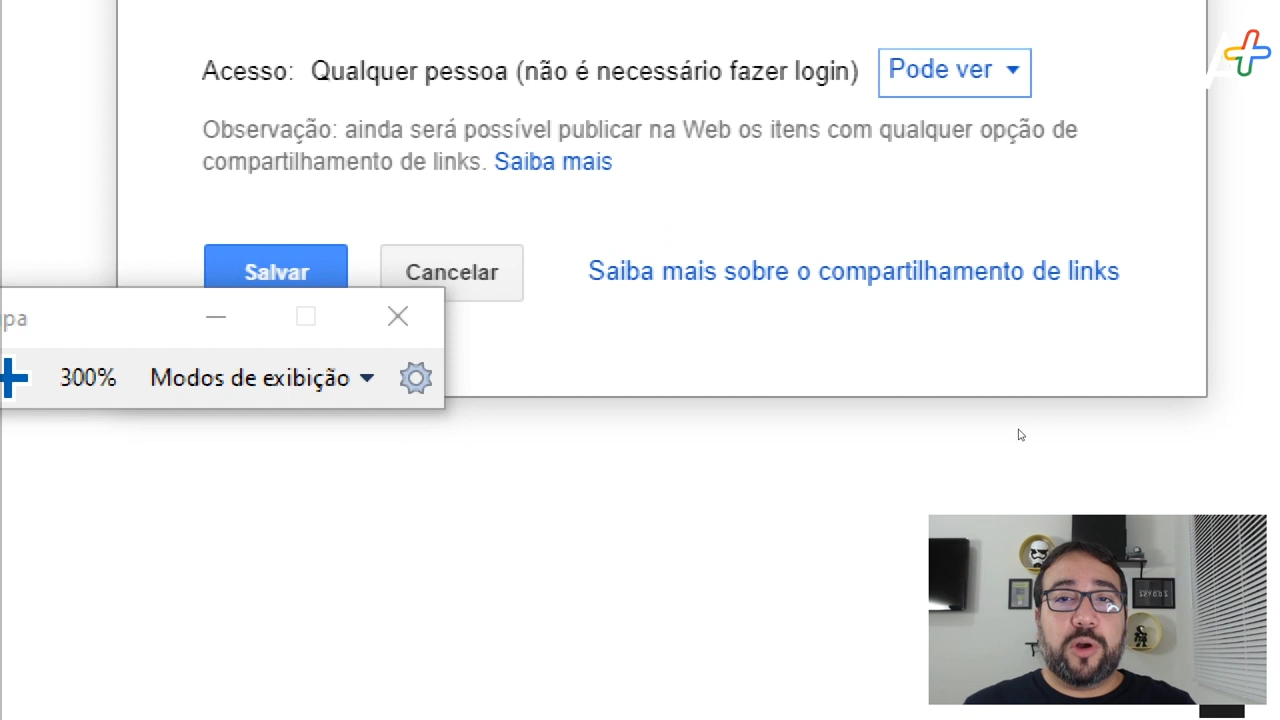 Acesso: Qualquer pessoa (não é necessário fazer login) Pode ver
Observação: ainda será possível publicar na Web os itens com qualquer opção de
compartilhamento de links. Saiba mais
Salvar Cancelar Saiba mais sobre o compartilhamento de links
upa
300% Modos de exibição